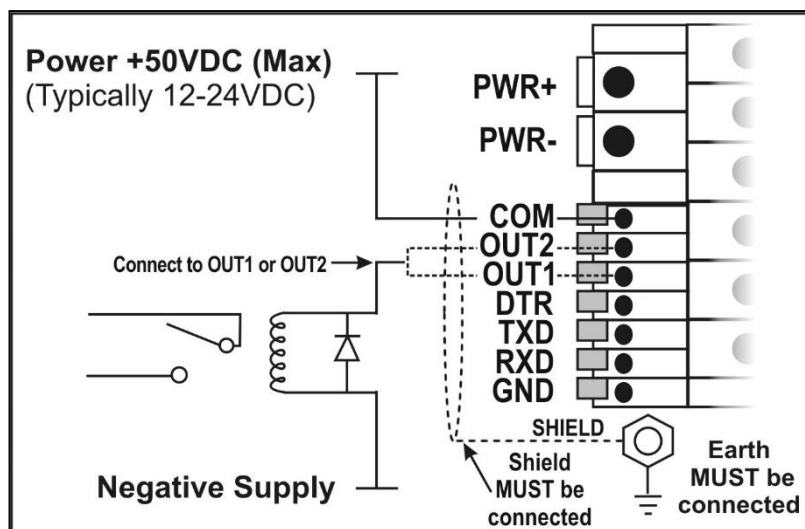 Power +50VDC (Max)
(Typically 12-24VDC)
PWR+
PWR-
COM
OUT2
Connect to OUT1 or OUT2
OUT1
DTR
TXD
RXD
GND
SHIELD
Negative Supply
Shield
MUST be
connected
Earth
MUST be
connected